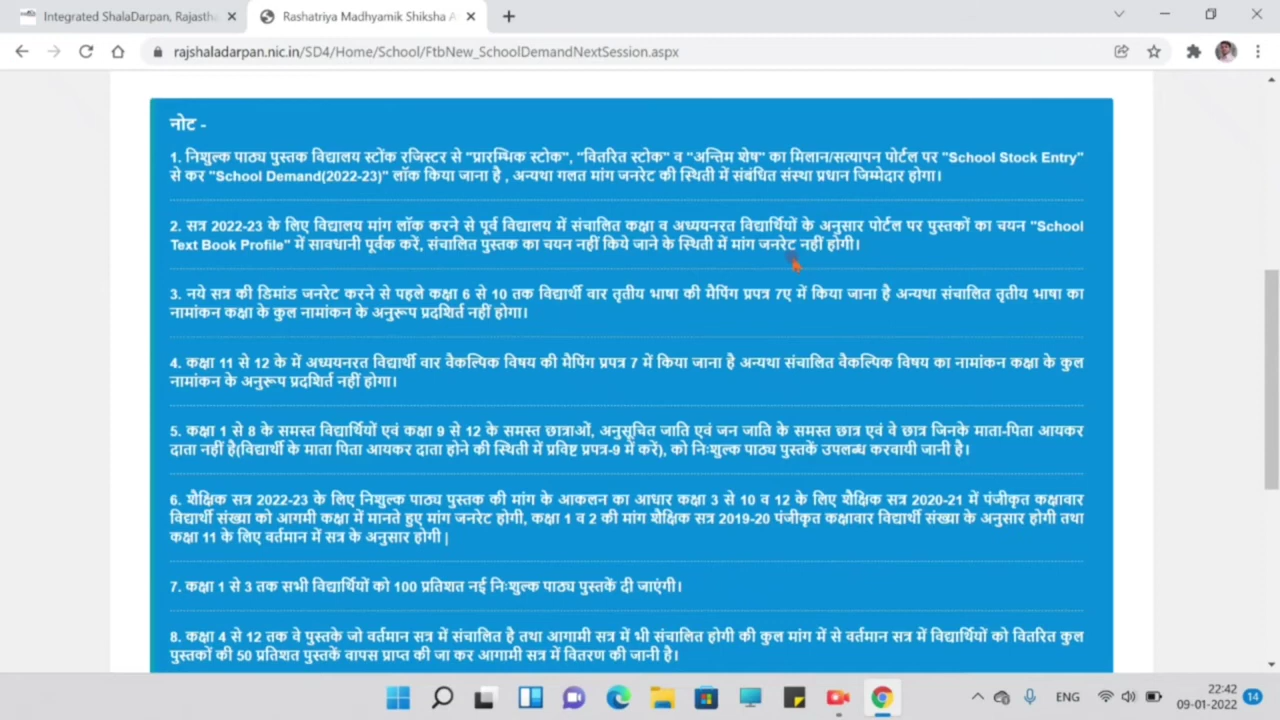 Integrated ShalaDarpan, Rajastha
Rashatriya Madhyamik Shiksha A
rajshaladarpan.nic.in/SD4/Home/School/FtbNew_SchoolDemandNextSession.aspx
नोट -
1. निशुल्क पाठ्य पुस्तक विद्यालय स्टॉक रजिस्टर से "प्रारम्भिक स्टोक", "वितरित स्टोक" व "अन्तिम शेष" का मिलान/सत्यापन पोर्टल पर "School Stock Entry"
से कर "School Demand(2022-23)" लॉक किया जाना है , अन्यथा गलत मांग जनरेट की स्थिती में संबंधित संस्था प्रधान जिम्मेदार होगा।
2. सत्र 2022-23 के लिए विद्यालय मांग लॉक करने से पूर्व विद्यालय में संचालित कक्षा व अध्ययनरत विद्यार्थियों के अनुसार पोर्टल पर पुस्तकों का चयन "School
Text Book Profile" में सावधानी पूर्वक करें, संचालित पुस्तक का चयन नहीं किये जाने के स्थिती में मांग जनरेट नहीं होगी।
3. नये सत्र की डिमांड जनरेट करने से पहले कक्षा 6 से 10 तक विद्यार्थी वार तृतीय भाषा की मैपिंग प्रपत्र 7ए में किया जाना है अन्यथा संचालित तृतीय भाषा का
नामांकन कक्षा के कुल नामांकन के अनुरूप प्रदर्शित नहीं होगा।
4. कक्षा 11 से 12 के में अध्ययनरत विद्यार्थी वार वैकल्पिक विषय की मैपिंग प्रपत्र 7 में किया जाना है अन्यथा संचालित वैकल्पिक विषय का नामांकन कक्षा के कुल
नामांकन के अनुरूप प्रदर्शित नहीं होगा।
5. कक्षा 1 से 8 के समस्त विद्यार्थियों एवं कक्षा 9 से 12 के समस्त छात्राओं, अनुसूचित जाति एवं जन जाति के समस्त छात्र एवं वे छात्र जिनके माता-पिता आयकर
दाता नहीं है(विद्यार्थी के माता पिता आयकर दाता होने की स्थिती में प्रविष्ट प्रपत्र-9 में करें), को निःशुल्क पाठ्य पुस्तकें उपलब्ध करवायी जानी है।
6. शैक्षिक सत्र 2022-23 के लिए निशुल्क पाठ्य पुस्तक की मांग के आकलन का आधार कक्षा 3 से 10 व 12 के लिए शैक्षिक सत्र 2020-21 में पंजीकृत कक्षावार
विद्यार्थी संख्या को आगमी कक्षा में मानते हुए मांग जनरेट होगी, कक्षा 1 व 2 की मांग शैक्षिक सत्र 2019-20 पंजीकृत कक्षावार विद्यार्थी संख्या के अनुसार होगी तथा
कक्षा 11 के लिए वर्तमान में सत्र के अनुसार होगी |
7. कक्षा 1 से 3 तक सभी विद्यार्थियों को 100 प्रतिशत नई निःशुल्क पाठ्य पुस्तकें दी जाएंगी।
8. कक्षा 4 से 12 तक वे पुस्तके जो वर्तमान सत्र में संचालित है तथा आगामी सत्र में भी संचालित होगी की कुल मांग में से वर्तमान सत्र में विद्यार्थियों को वितरित कुल
पुस्तकों की 50 प्रतिशत पुस्तकें वापस प्राप्त की जा कर आगामी सत्र में वितरण की जानी है।
ENG
22:42
09-01-2022
14